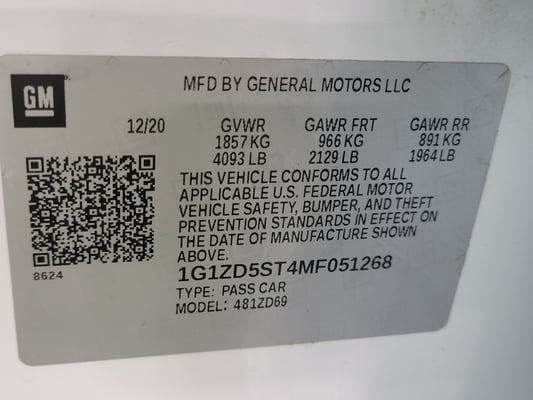 GM
MFD BY GENERAL MOTORS LLC
12/20 GVWR GAWR FRT GAWR RR
1857 KG 966 KG 891 KG
4093 LB 2129 LB 1964 LB
THIS VEHICLE CONFORMS TO ALL
APPLICABLE U.S. FEDERAL MOTOR
VEHICLE SAFETY, BUMPER, AND THEFT
PREVENTION STANDARDS IN EFFECT ON
THE DATE OF MANUFACTURE SHOWN
ABOVE.
8624
1G1ZD5ST4MF051268
TYPE: PASS CAR
MODEL: 481ZD69